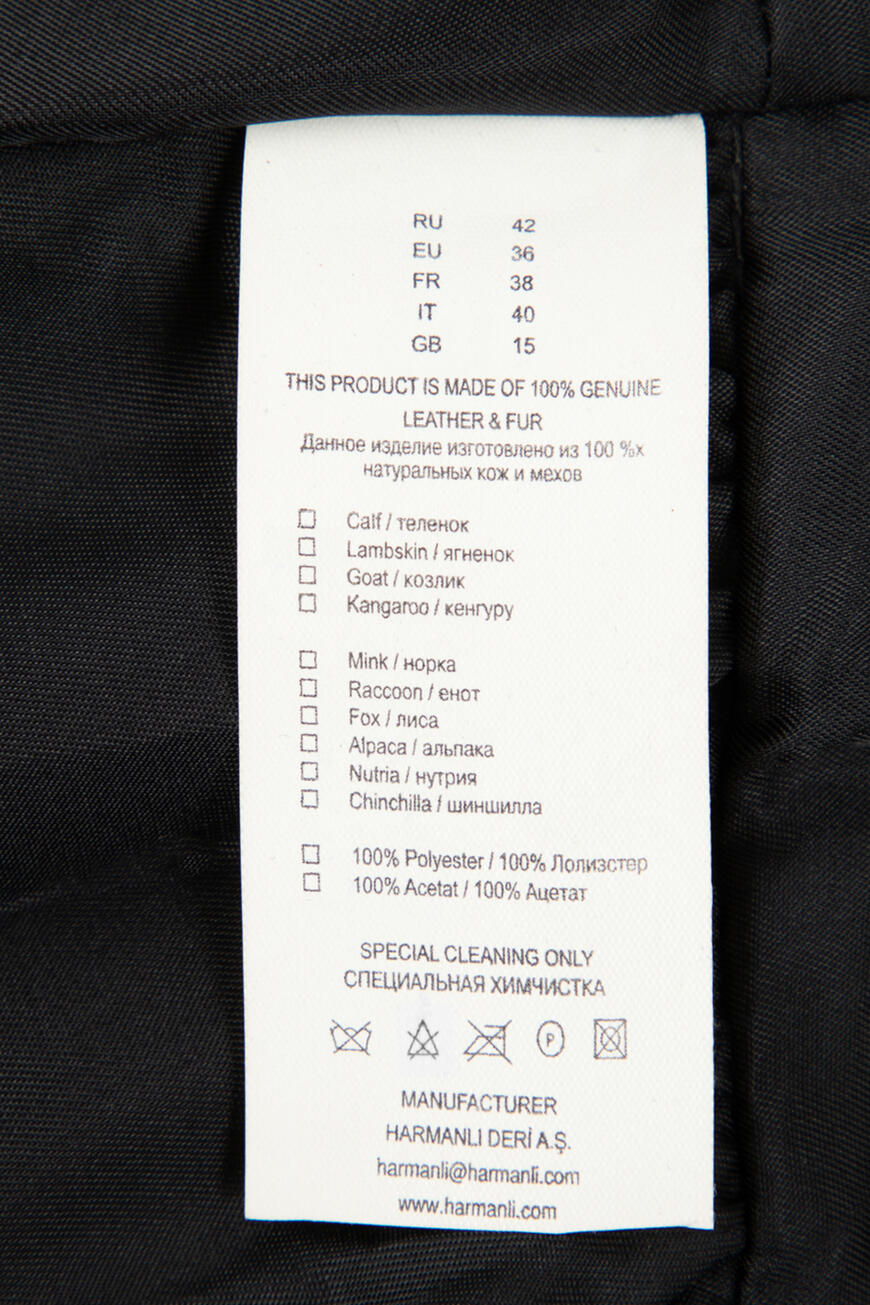 RU 42
EU 36
FR 38
IT 40
GB 15
THIS PRODUCT IS MADE OF 100% GENUINE
LEATHER & FUR
Данное изделие изготовлено из 100 %х
натуральных кож и мехов
Calf / теленок
Lambskin / ягненок
Goat / козлик
Kangaroo / кенгуру
Mink / норка
Raccoon / енот
Fox / лиса
Alpaca / альпака
Nutria / нутрия
Chinchilla / шиншилла
100% Polyester / 100% Лолизстер
100% Acetat / 100% Ацетат
SPECIAL CLEANING ONLY
СПЕЦИАЛЬНАЯ ХИМЧИСТКА
P
MANUFACTURER
HARMANLI DERİ A.Ş.
harmanli@harmanli.com
www.harmanli.com